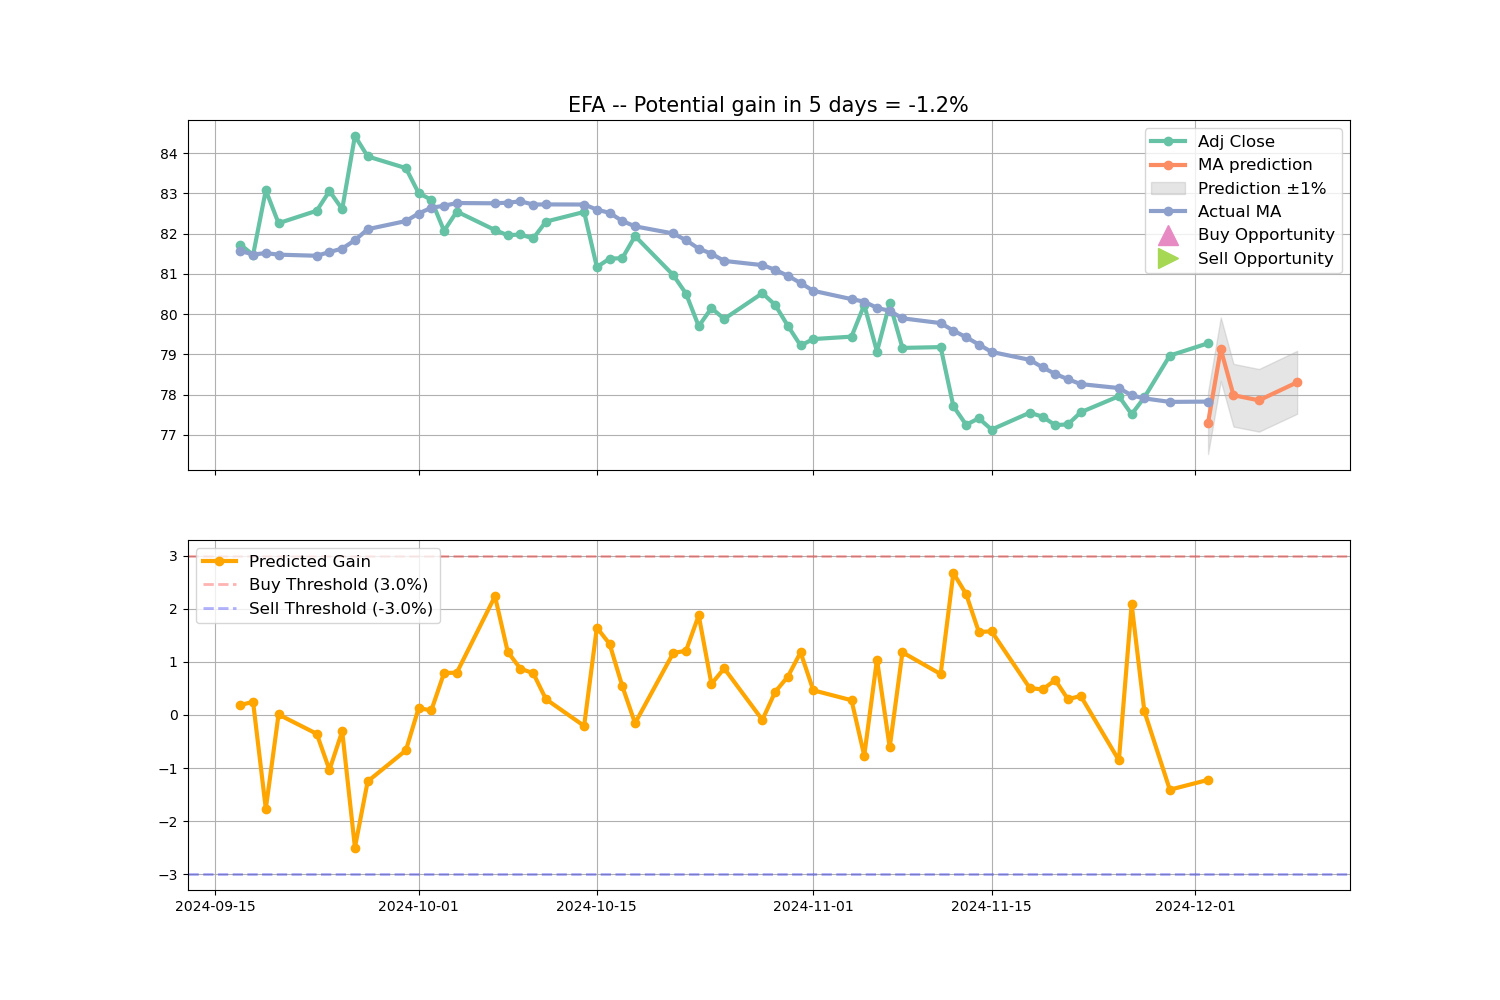 EFA -- Potential gain in 5 days = -1.2%
84
83
82
81
80
79
78
77
Adj Close
MA prediction
Prediction ±1%
Actual MA
Buy Opportunity
Sell Opportunity
3
2
1
0
−1
−2
−3
Predicted Gain
Buy Threshold (3.0%)
Sell Threshold (-3.0%)
2024-09-15
2024-10-01
2024-10-15
2024-11-01
2024-11-15
2024-12-01